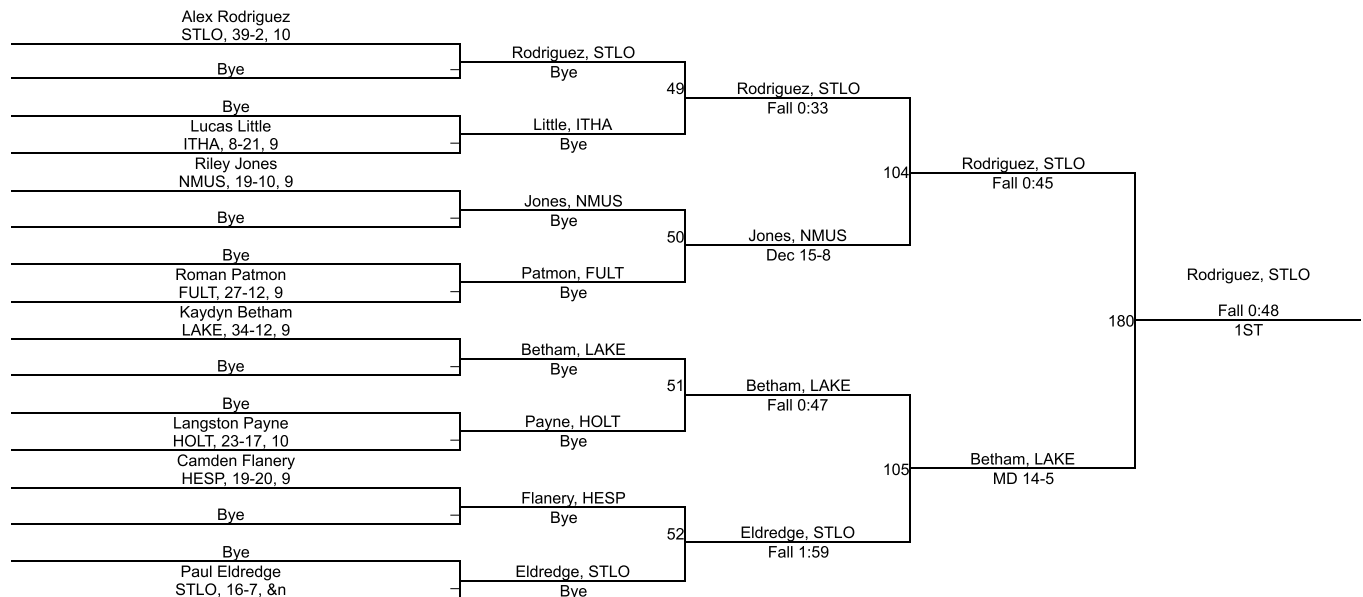 Alex Rodriguez
STLO, 39-2, 10
Bye
Bye
Lucas Little
ITHA, 8-21, 9
Riley Jones
NMUS, 19-10, 9
Bye
Bye
Roman Patmon
FULT, 27-12, 9
Kaydyn Betham
LAKE, 34-12, 9
Bye
Bye
Langston Payne
HOLT, 23-17, 10
Camden Flanery
HESP, 19-20, 9
Bye
Bye
Paul Eldredge
STLO, 16-7, &n
Rodriguez, STLO
Bye
49
Little, ITHA
Bye
Jones, NMUS
Bye
50
Patmon, FULT
Bye
Betham, LAKE
Bye
51
Payne, HOLT
Bye
Flanery, HESP
Bye
52
Eldredge, STLO
Bye
Rodriguez, STLO
Fall 0:33
104
Jones, NMUS
Dec 15-8
Betham, LAKE
Fall 0:47
105
Eldredge, STLO
Fall 1:59
Rodriguez, STLO
Fall 0:45
180
Betham, LAKE
MD 14-5
Rodriguez, STLO
Fall 0:48
1ST